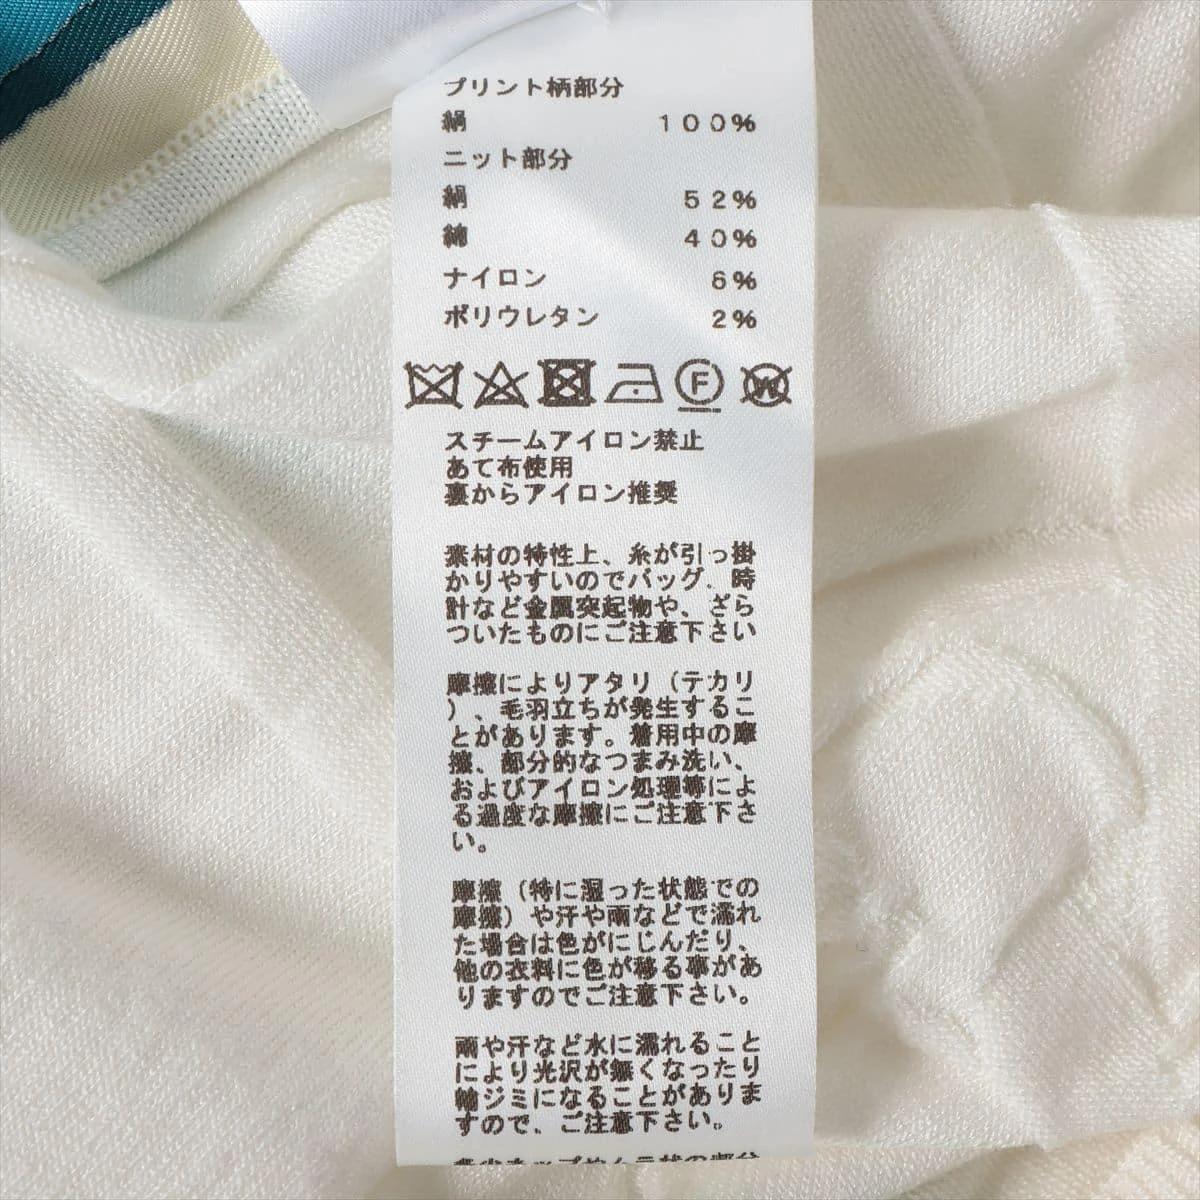 プリント柄部分
絹 100%
ニット部分
絹 52%
綿 40%
ナイロン 6%
ポリウレタン 2%
F W
スチームアイロン禁止
あて布使用
裏からアイロン推奨
素材の特性上、糸が引っ掛
かりやすいのでバッグ、時
計など金属突起物や、ざら
ついたものにご注意下さい
摩擦によりアタリ（テカリ
）、毛羽立ちが発生するこ
とがあります。着用中の摩
擦、部分的なつまみ洗い、
およびアイロン処理等によ
る過度な摩擦にご注意下さ
い。
摩擦（特に湿った状態での
摩擦）や汗や雨などで濡れ
た場合は色がにじんだり、
他の衣料に色が移る事があ
りますのでご注意下さい。
雨や汗など水に濡れること
により光沢が無くなったり
輪ジミになることがありま
すので、ご注意下さい。